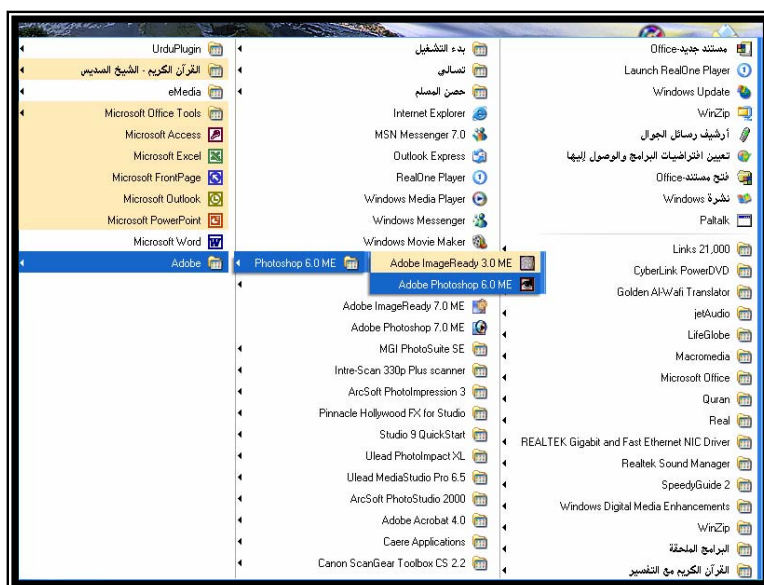 مستند جديد-Office
Launch RealOne Player
Windows Update
WinZip
أرشيف رسائل الجوال
تعيين افتراضيات البرامج والوصول إليها
فتح مستند-Office
نشرة Windows
Paltalk
Links 21,000
CyberLink PowerDVD
Golden Al-Wafi Translator
jetAudio
LifeGlobe
Macromedia
Microsoft Office
Quran
Real
REALTEK Gigabit and Fast Ethernet NIC Driver
Realtek Sound Manager
SpeedyGuide 2
Windows Digital Media Enhancements
WinZip
البرامج الملحقة
القرآن الكريم مع التفسير
بدء التشغيل
تسالي
حصن المسلم
Internet Explorer
MSN Messenger 7.0
Outlook Express
RealOne Player
Windows Media Player
Windows Messenger
Windows Movie Maker
Adobe ImageReady 7.0 ME
Adobe Photoshop 7.0 ME
MGI PhotoSuite SE
Intre-Scan 330p Plus scanner
ArcSoft PhotoImpression 3
Pinnacle Hollywood FX for Studio
Studio 9 QuickStart
Ulead PhotoImpact XL
Ulead MediaStudio Pro 6.5
ArcSoft PhotoStudio 2000
Adobe Acrobat 4.0
Caere Applications
Canon ScanGear Toolbox CS 2.2
UrduPlugin
القرآن الكريم - الشيخ السديس
eMedia
Microsoft Office Tools
Microsoft Access
Microsoft Excel
Microsoft FrontPage
Microsoft Outlook
Microsoft PowerPoint
Microsoft Word
Adobe
Photoshop 6.0 ME
Adobe ImageReady 3.0 ME
Adobe Photoshop 6.0 ME